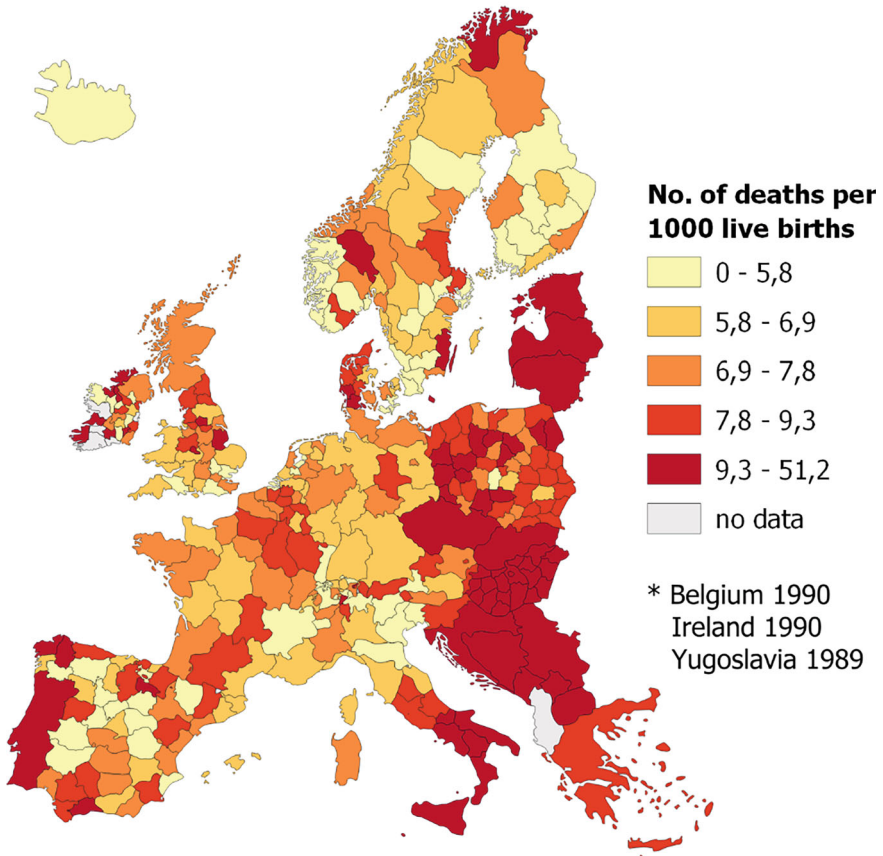 No. of deaths per
1000 live births
0 - 5,8
5,8 - 6,9
6,9 - 7,8
7,8 - 9,3
9,3 - 51,2
no data
* Belgium 1990
Ireland 1990
Yugoslavia 1989